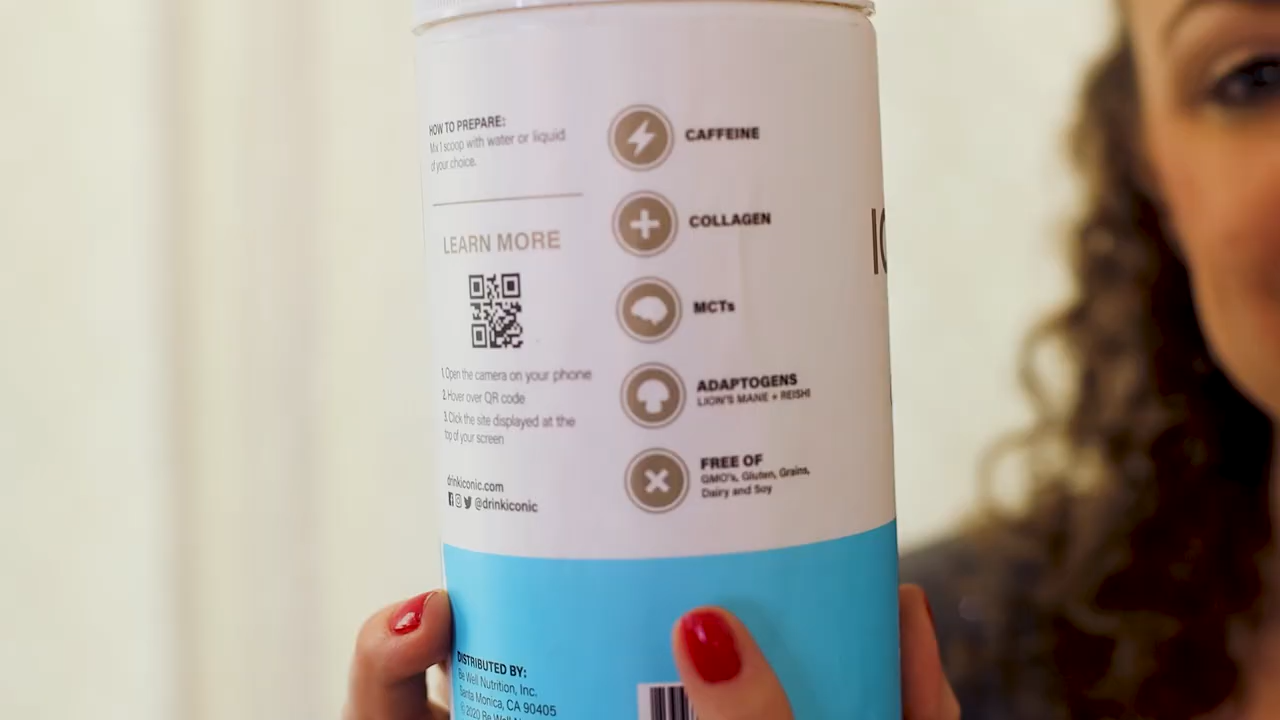 HOW TO PREPARE:
Mix 1 scoop with water or liquid
of your choice.
LEARN MORE
1. Open the camera on your phone
2. Hover over QR code
3. Click the site displayed at the
top of your screen
drinkiconic.com
@drinkiconic
CAFFEINE
COLLAGEN
MCTs
ADAPTOGENS
LION'S MANE + REISHI
FREE OF
GMO's, Gluten, Grains,
Dairy and Soy
DISTRIBUTED BY:
Be Well Nutrition, Inc.
Santa Monica, CA 90405
© 2020 Be Well